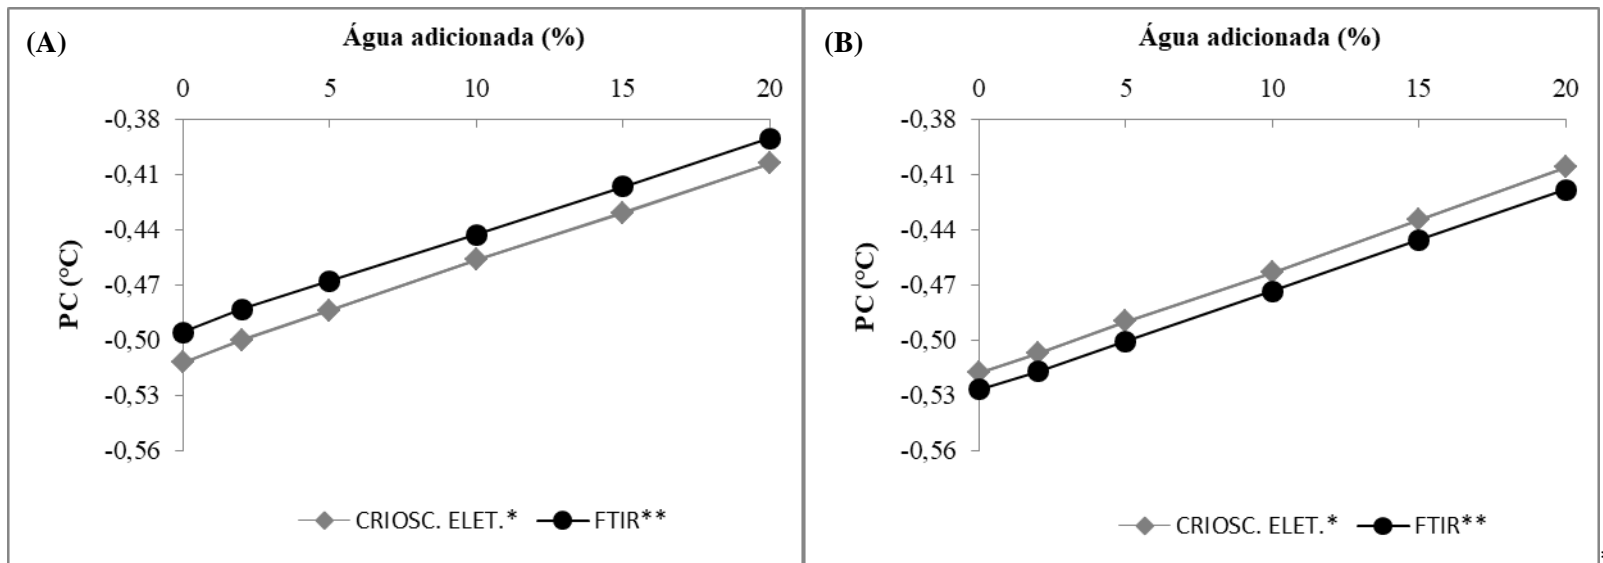 (A)
Água adicionada (%)
0 5 10 15 20
-0,38
-0,41
-0,44
-0,47
-0,50
-0,53
-0,56
PC (°C)
CRIOSC. ELET.* FTIR**
(B)
Água adicionada (%)
0 5 10 15 20
-0,38
-0,41
-0,44
-0,47
-0,50
-0,53
-0,56
PC (°C)
CRIOSC. ELET.* FTIR**